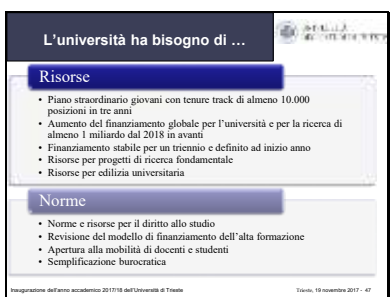 L'università ha bisogno di …
Risorse
• Piano straordinario giovani con tenure track di almeno 10.000
posizioni in tre anni
• Aumento del finanziamento globale per l'università e per la ricerca di
almeno 1 miliardo dal 2018 in avanti
• Finanziamento stabile per un triennio e definito ad inizio anno
• Risorse per progetti di ricerca fondamentale
• Risorse per edilizia universitaria
Norme
• Norme e risorse per il diritto allo studio
• Revisione del modello di finanziamento dell'alta formazione
• Apertura alla mobilità di docenti e studenti
• Semplificazione burocratica
Inaugurazione dell'anno accademico 2017/18 dell'Università di Trieste
Trieste, 19 novembre 2017 - 47